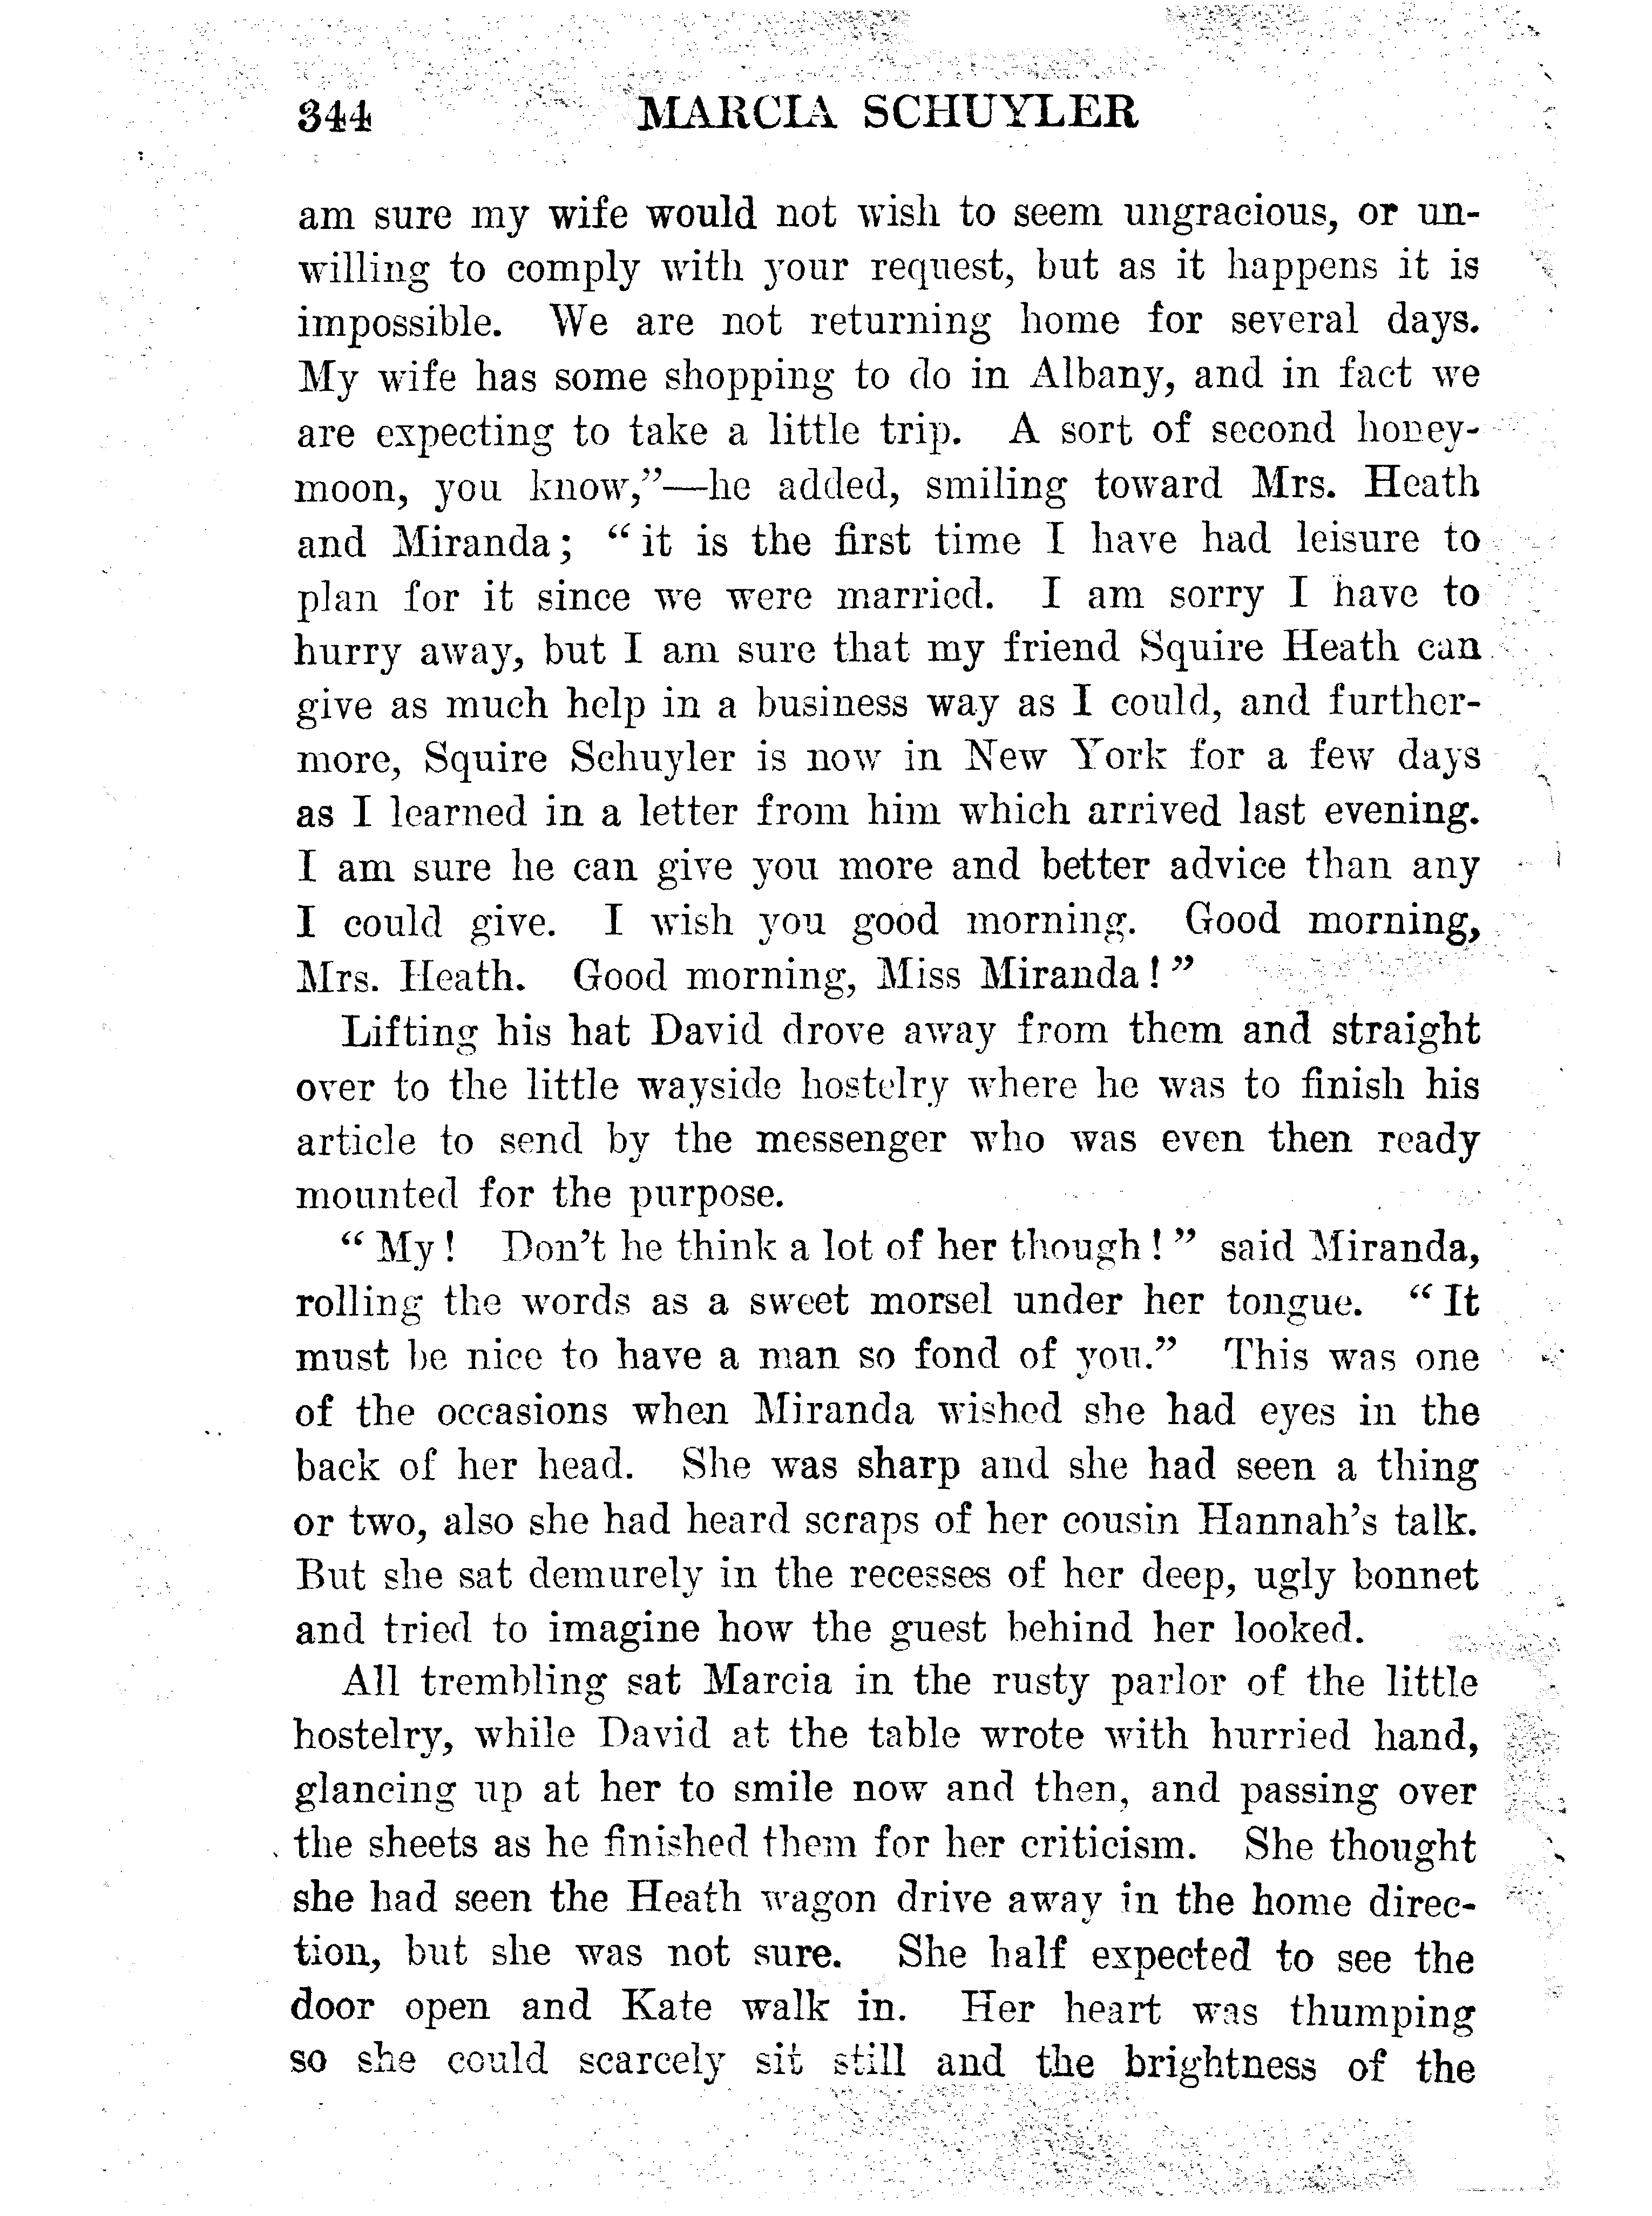 344 MARCIA SCHUYLER
am sure my wife would not wish to seem ungracious, or un-
willing to comply with your request, but as it happens it is
impossible. We are not returning home for several days.
My wife has some shopping to do in Albany, and in fact we
are expecting to take a little trip. A sort of second honey-
moon, you know,”—he added, smiling toward Mrs. Heath
and Miranda; “it is the first time I have had leisure to
plan for it since we were married. I am sorry I have to
hurry away, but I am sure that my friend Squire Heath can
give as much help in a business way as I could, and further-
more, Squire Schuyler is now in New York for a few days
as I learned in a letter from him which arrived last evening.
I am sure he can give you more and better advice than any
I could give. I wish you good morning. Good morning,
Mrs. Heath. Good morning, Miss Miranda!”
Lifting his hat David drove away from them and straight
over to the little wayside hostelry where he was to finish his
article to send by the messenger who was even then ready
mounted for the purpose.
“My! Don’t he think a lot of her though!” said Miranda,
rolling the words as a sweet morsel under her tongue. “It
must be nice to have a man so fond of you.” This was one
of the occasions when Miranda wished she had eyes in the
back of her head. She was sharp and she had seen a thing
or two, also she had heard scraps of her cousin Hannah’s talk.
But she sat demurely in the recesses of her deep, ugly bonnet
and tried to imagine how the guest behind her looked.
All trembling sat Marcia in the rusty parlor of the little
hostelry, while David at the table wrote with hurried hand,
glancing up at her to smile now and then, and passing over
the sheets as he finished them for her criticism. She thought
she had seen the Heath wagon drive away in the home direc-
tion, but she was not sure. She half expected to see the
door open and Kate walk in. Her heart was thumping
so she could scarcely sit still and the brightness of the